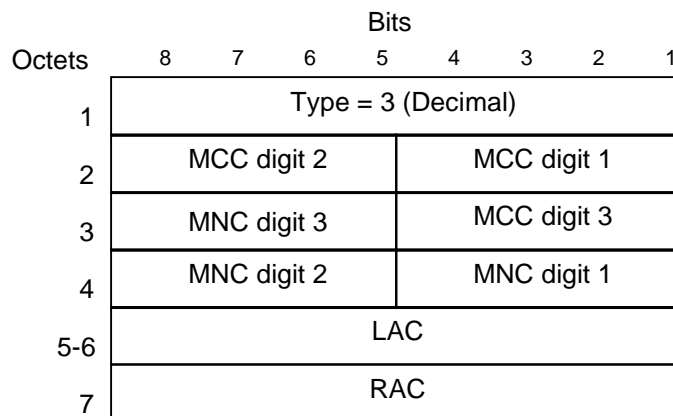 Bits
Octets 8 7 6 5 4 3 2 1
1 Type = 3 (Decimal)
2 MCC digit 2 MCC digit 1
3 MNC digit 3 MCC digit 3
4 MNC digit 2 MNC digit 1
5-6 LAC
7 RAC